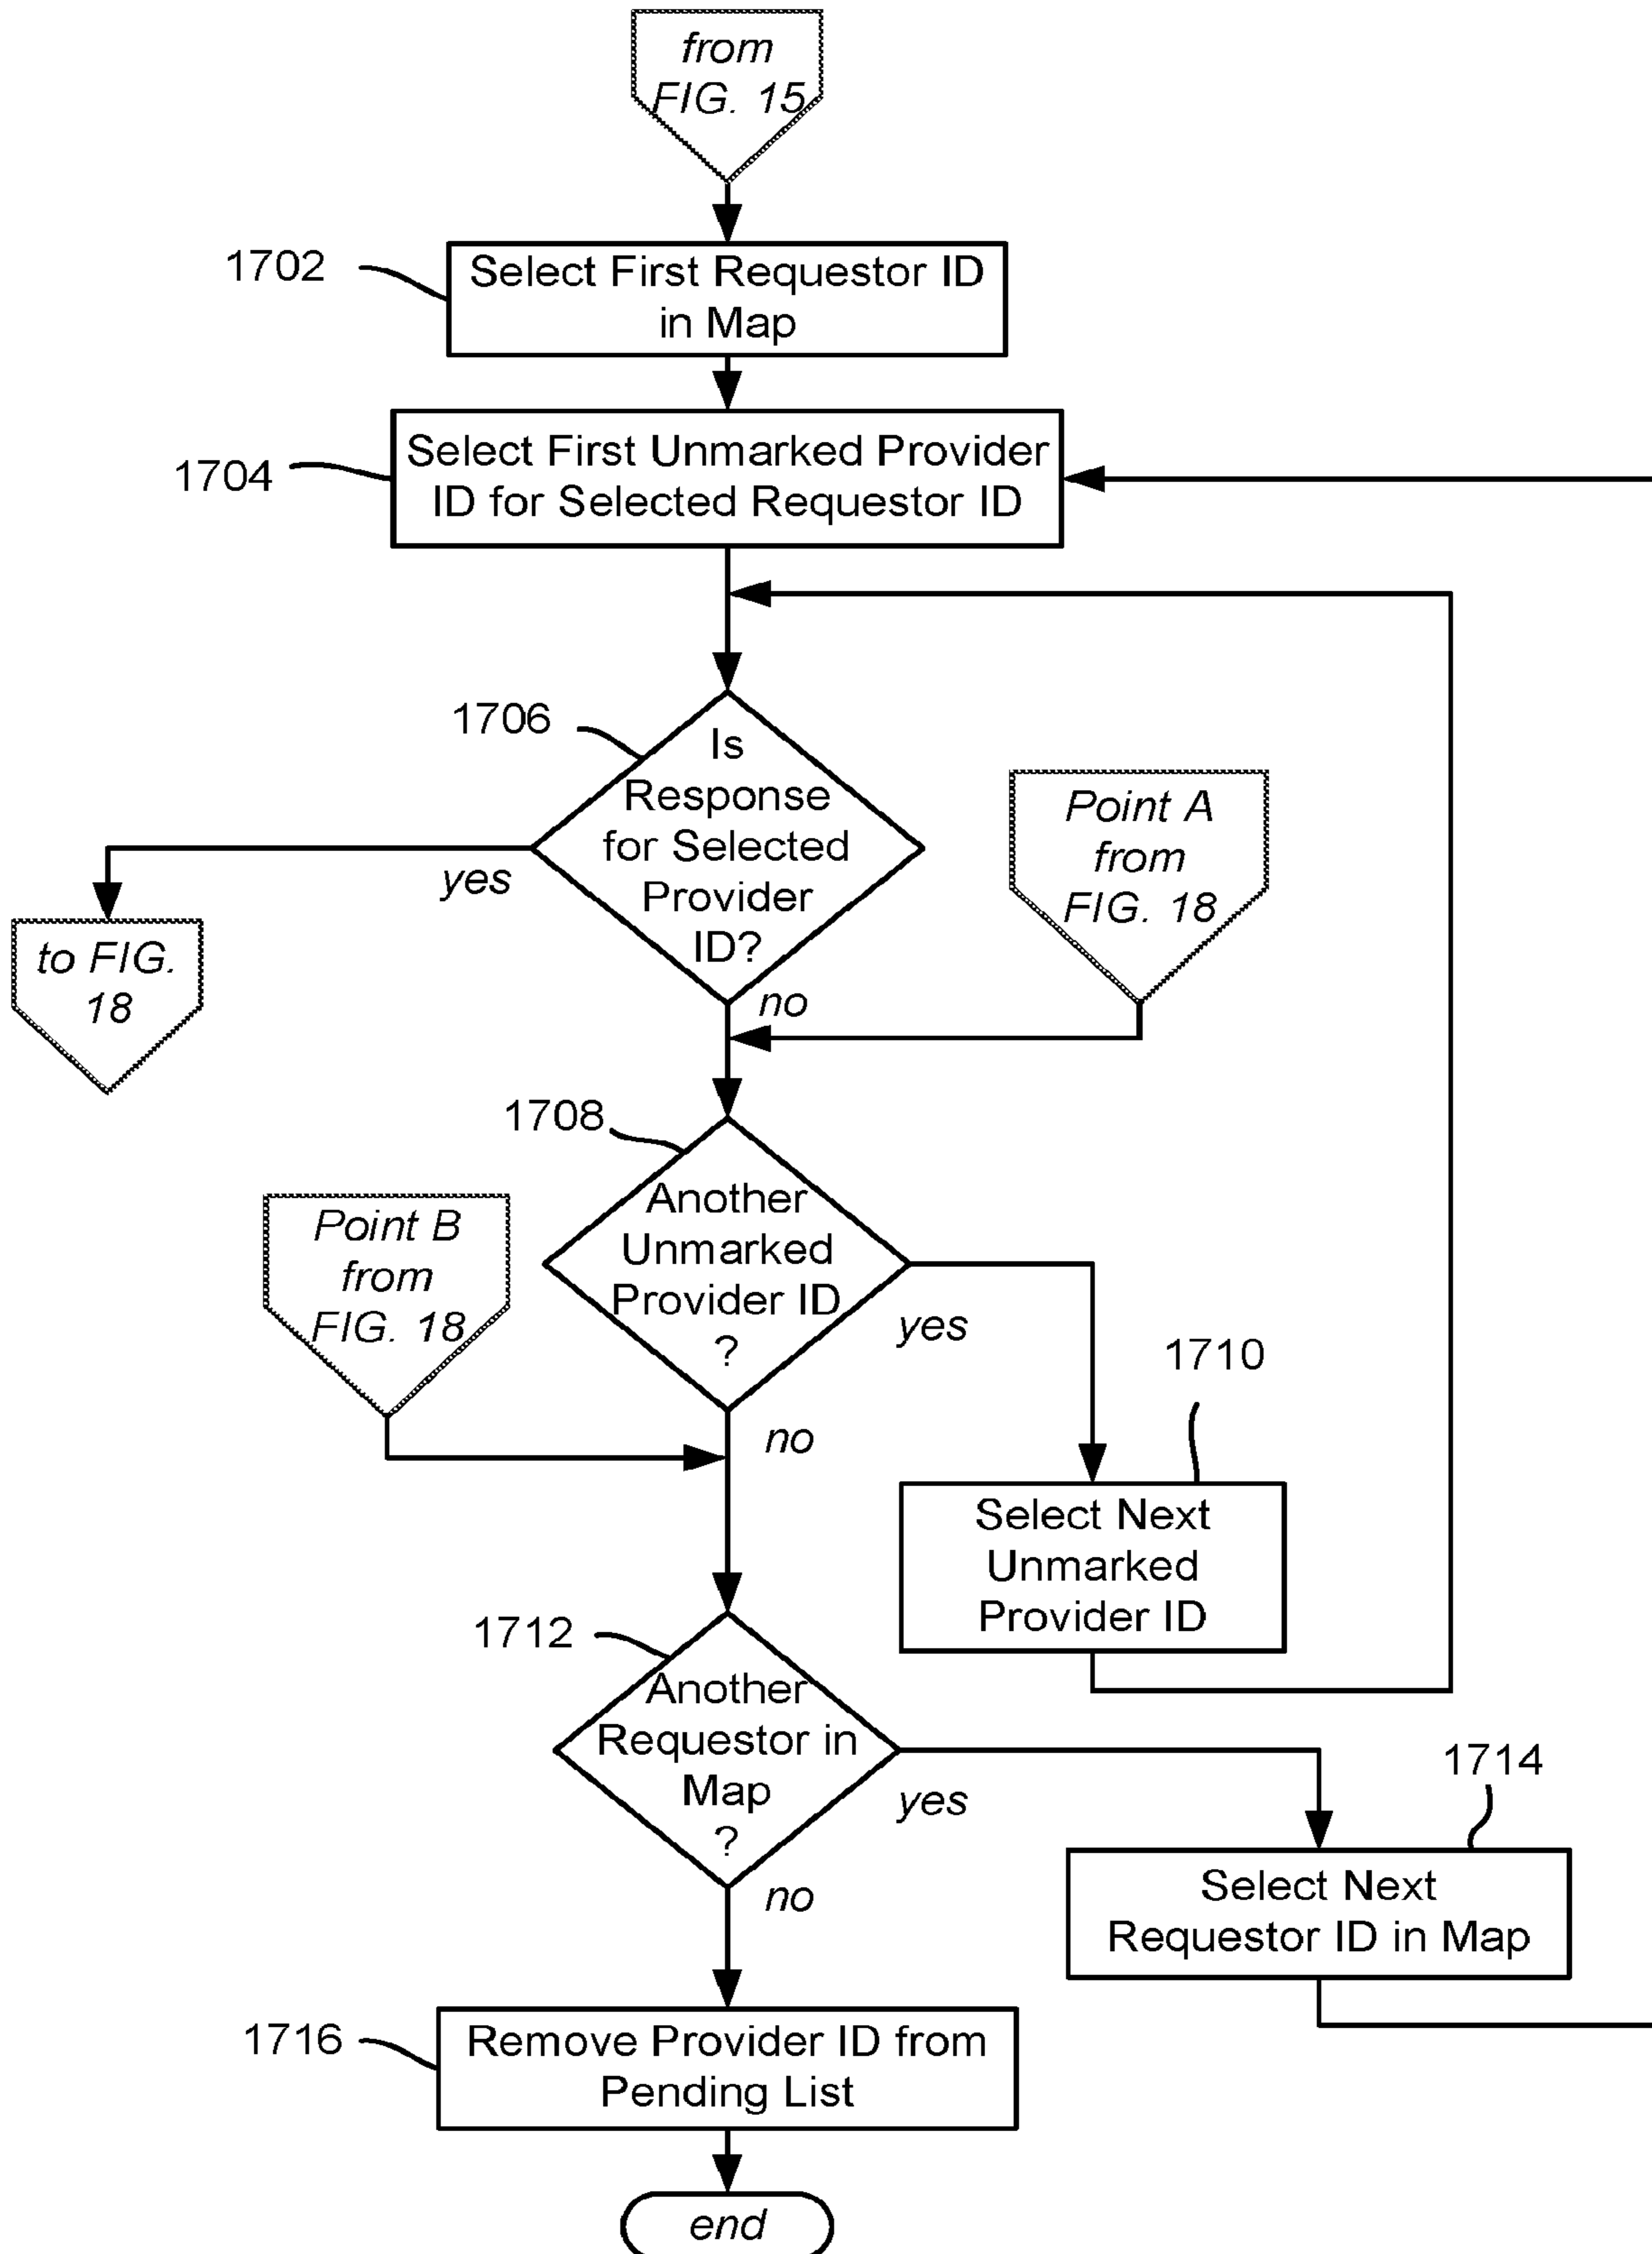 from
FIG. 15
1702
Select First Requestor ID
in Map
1704
Select First Unmarked Provider
ID for Selected Requestor ID
1706
Is
Response
for Selected
Provider
ID?
yes
no
to FIG.
18
Point A
from
FIG. 18
1708
Another
Unmarked
Provider ID
?
yes
no
Point B
from
FIG. 18
1710
Select Next
Unmarked
Provider ID
1712
Another
Requestor in
Map
?
yes
no
1714
Select Next
Requestor ID in Map
1716
Remove Provider ID from
Pending List
end